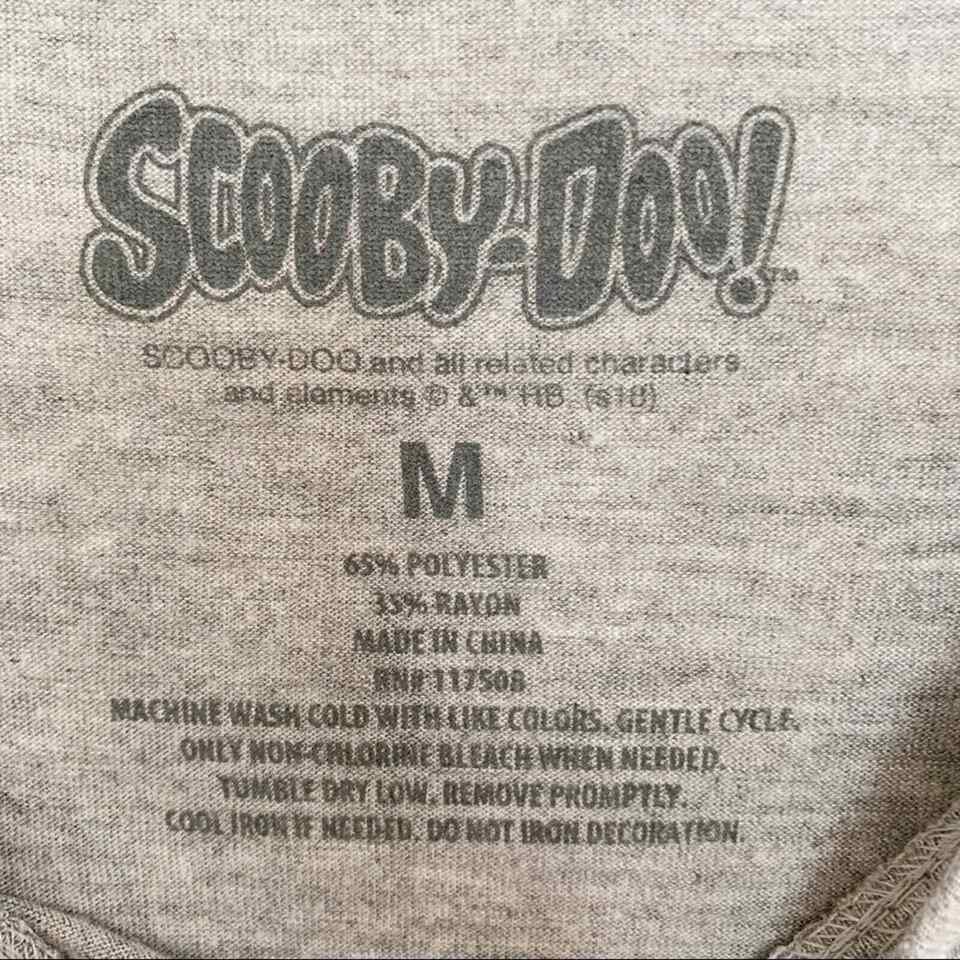 SCOOBY-DOO!™
SCOOBY-DOO and all related characters
and elements © &™ HB. (s18)
M
65% POLYESTER
35% RAYON
MADE IN CHINA
RN# 117508
MACHINE WASH COLD WITH LIKE COLORS. GENTLE CYCLE.
ONLY NON-CHLORINE BLEACH WHEN NEEDED.
TUMBLE DRY LOW. REMOVE PROMPTLY.
COOL IRON IF NEEDED. DO NOT IRON DECORATION.